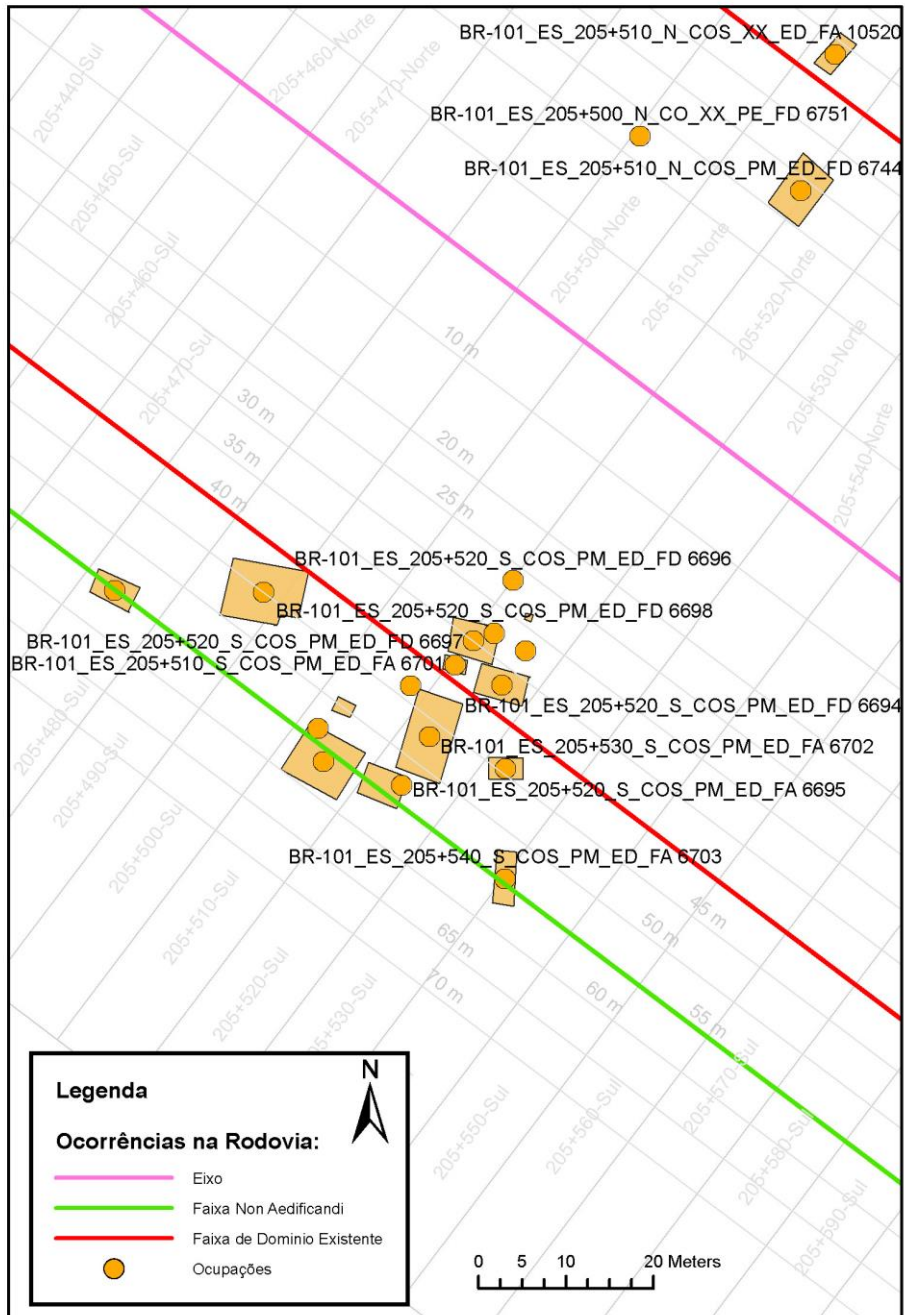 BR-101_ES_205+510_N_COS_XX_ED_FA 10520
205+460-Norte
205+440-Sul
205+470-Norte
BR-101_ES_205+500_N_CO_XX_PE_FD 6751
BR-101_ES_205+510_N_COS_PM_ED_FD 6744
205+450-Sul
205+500-Norte
205+510-Norte
205+460-Sul
205+520-Norte
10 m
205+470-Sul
205+530-Norte
30 m
20 m
35 m
205+540-Norte
40 m
25 m
BR-101_ES_205+520_S_COS_PM_ED_FD 6696
BR-101_ES_205+520_S_COS_PM_ED_FD 6698
BR-101_ES_205+520_S_COS_PM_ED_FD 6697
BR-101_ES_205+510_S_COS_PM_ED_FA 6701
205+480-Sul
BR-101_ES_205+520_S_COS_PM_ED_FD 6694
BR-101_ES_205+530_S_COS_PM_ED_FA 6702
205+490-Sul
BR-101_ES_205+520_S_COS_PM_ED_FA 6695
205+500-Sul
BR-101_ES_205+540_S_COS_PM_ED_FA 6703
205+510-Sul
45 m
50 m
65 m
205+520-Sul
70 m
60 m
205+530-Sul
55 m
205+570-Sul
205+550-Sul
205+560-Sul
205+580-Sul
205+590-Sul
Legenda
N
Ocorrências na Rodovia:
Eixo
Faixa Non Aedificandi
Faixa de Dominio Existente
Ocupações
0 5 10 20 Meters